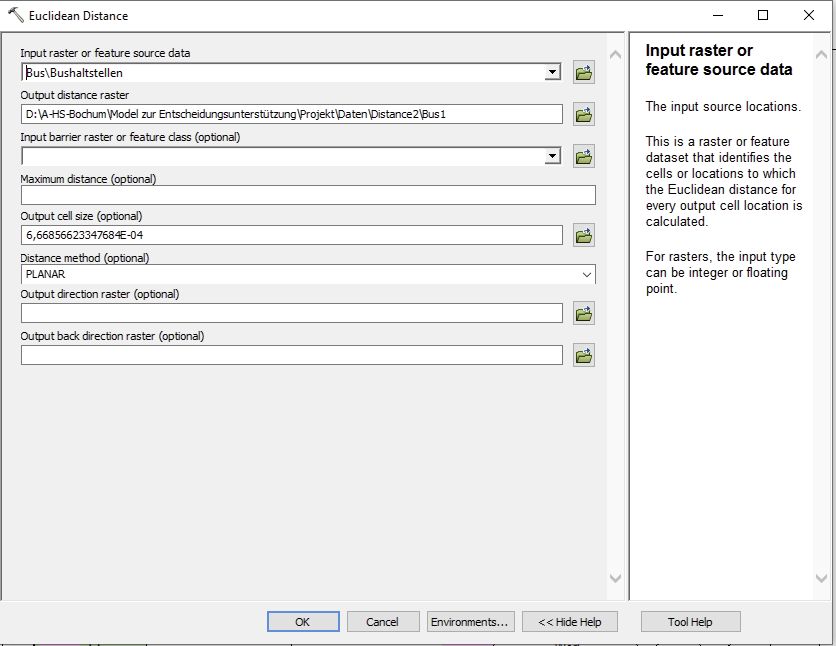 Euclidean Distance
Input raster or feature source data
Bus\Bushaltstellen
Output distance raster
D:\A-HS-Bochum\Model zur Entscheidungsunterstützung\Projekt\Daten\Distance2\Bus1
Input barrier raster or feature class (optional)
Maximum distance (optional)
Output cell size (optional)
6,66856623347684E-04
Distance method (optional)
PLANAR
Output direction raster (optional)
Output back direction raster (optional)
Input raster or
feature source data
The input source locations.
This is a raster or feature
dataset that identifies the
cells or locations to which
the Euclidean distance for
every output cell location is
calculated.
For rasters, the input type
can be integer or floating
point.
OK
Cancel
Environments...
<< Hide Help
Tool Help